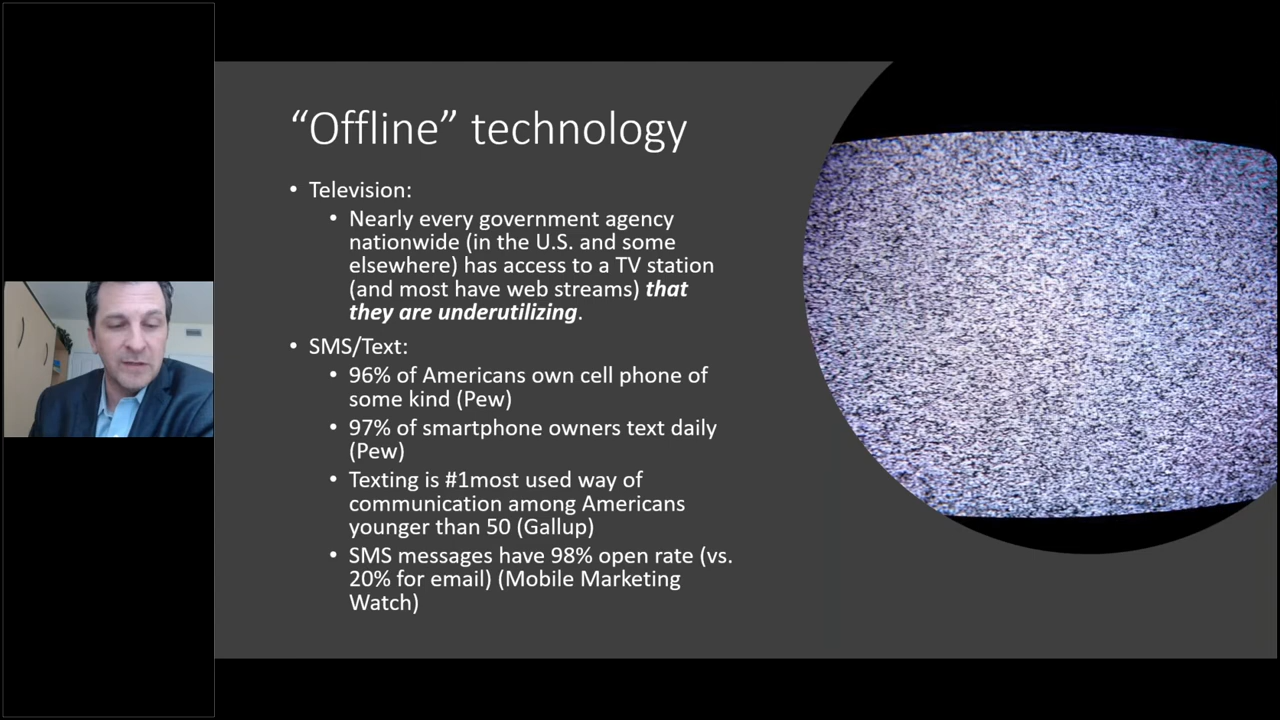 “Offline” technology
• Television:
• Nearly every government agency
nationwide (in the U.S. and some
elsewhere) has access to a TV station
(and most have web streams) that
they are underutilizing.
• SMS/Text:
• 96% of Americans own cell phone of
some kind (Pew)
• 97% of smartphone owners text daily
(Pew)
• Texting is #1most used way of
communication among Americans
younger than 50 (Gallup)
• SMS messages have 98% open rate (vs.
20% for email) (Mobile Marketing
Watch)